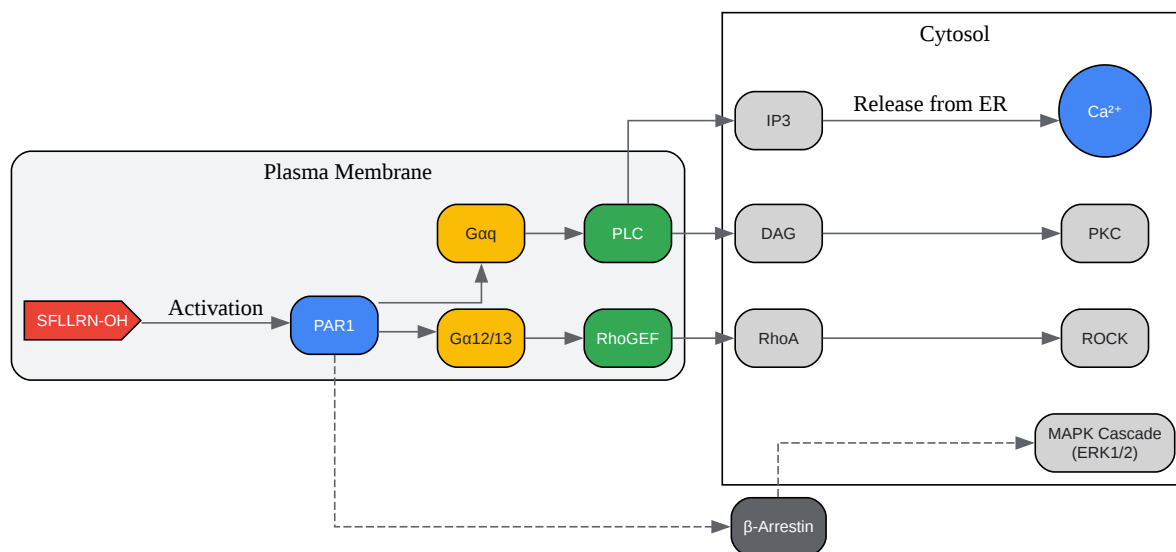 Cytosol
IP3
Release from ER
Ca²⁺
Plasma Membrane
Gαq
PLC
DAG
PKC
SFLLRN-OH
Activation
PAR1
Gα12/13
RhoGEF
RhoA
ROCK
MAPK Cascade
(ERK1/2)
β-Arrestin